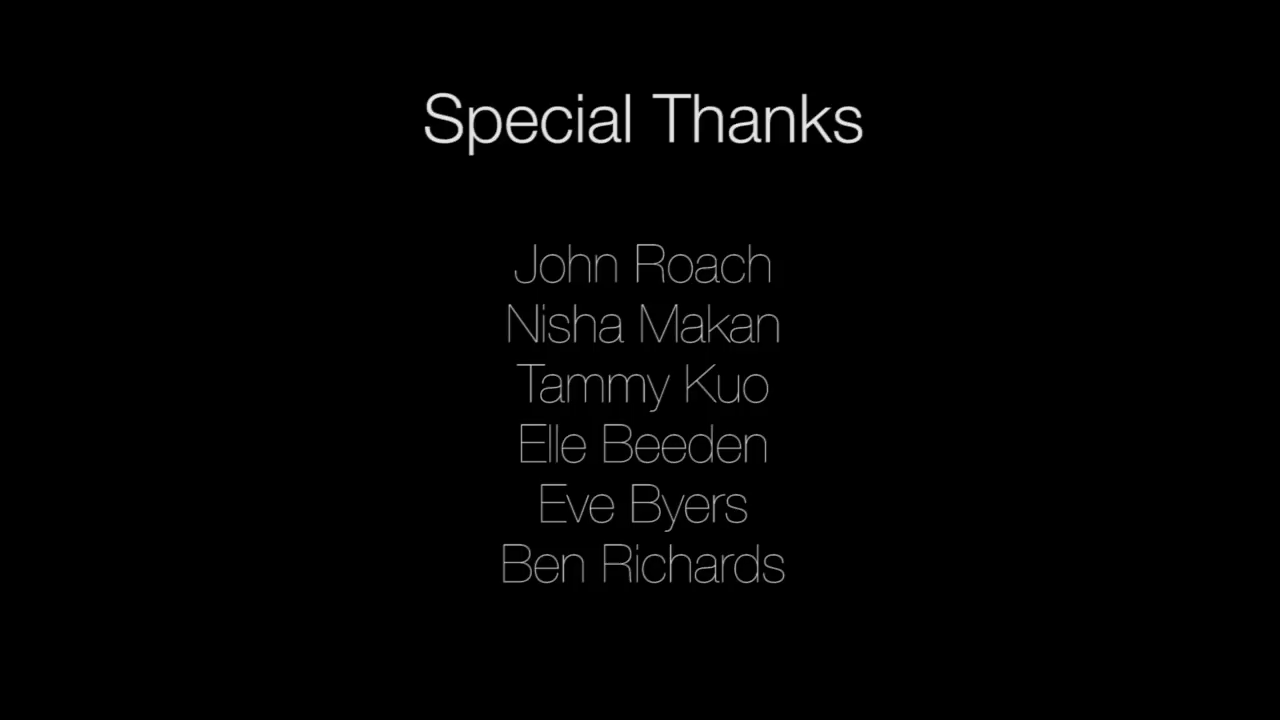 Special Thanks
John Roach
Nisha Makan
Tammy Kuo
Elle Beeden
Eve Byers
Ben Richards